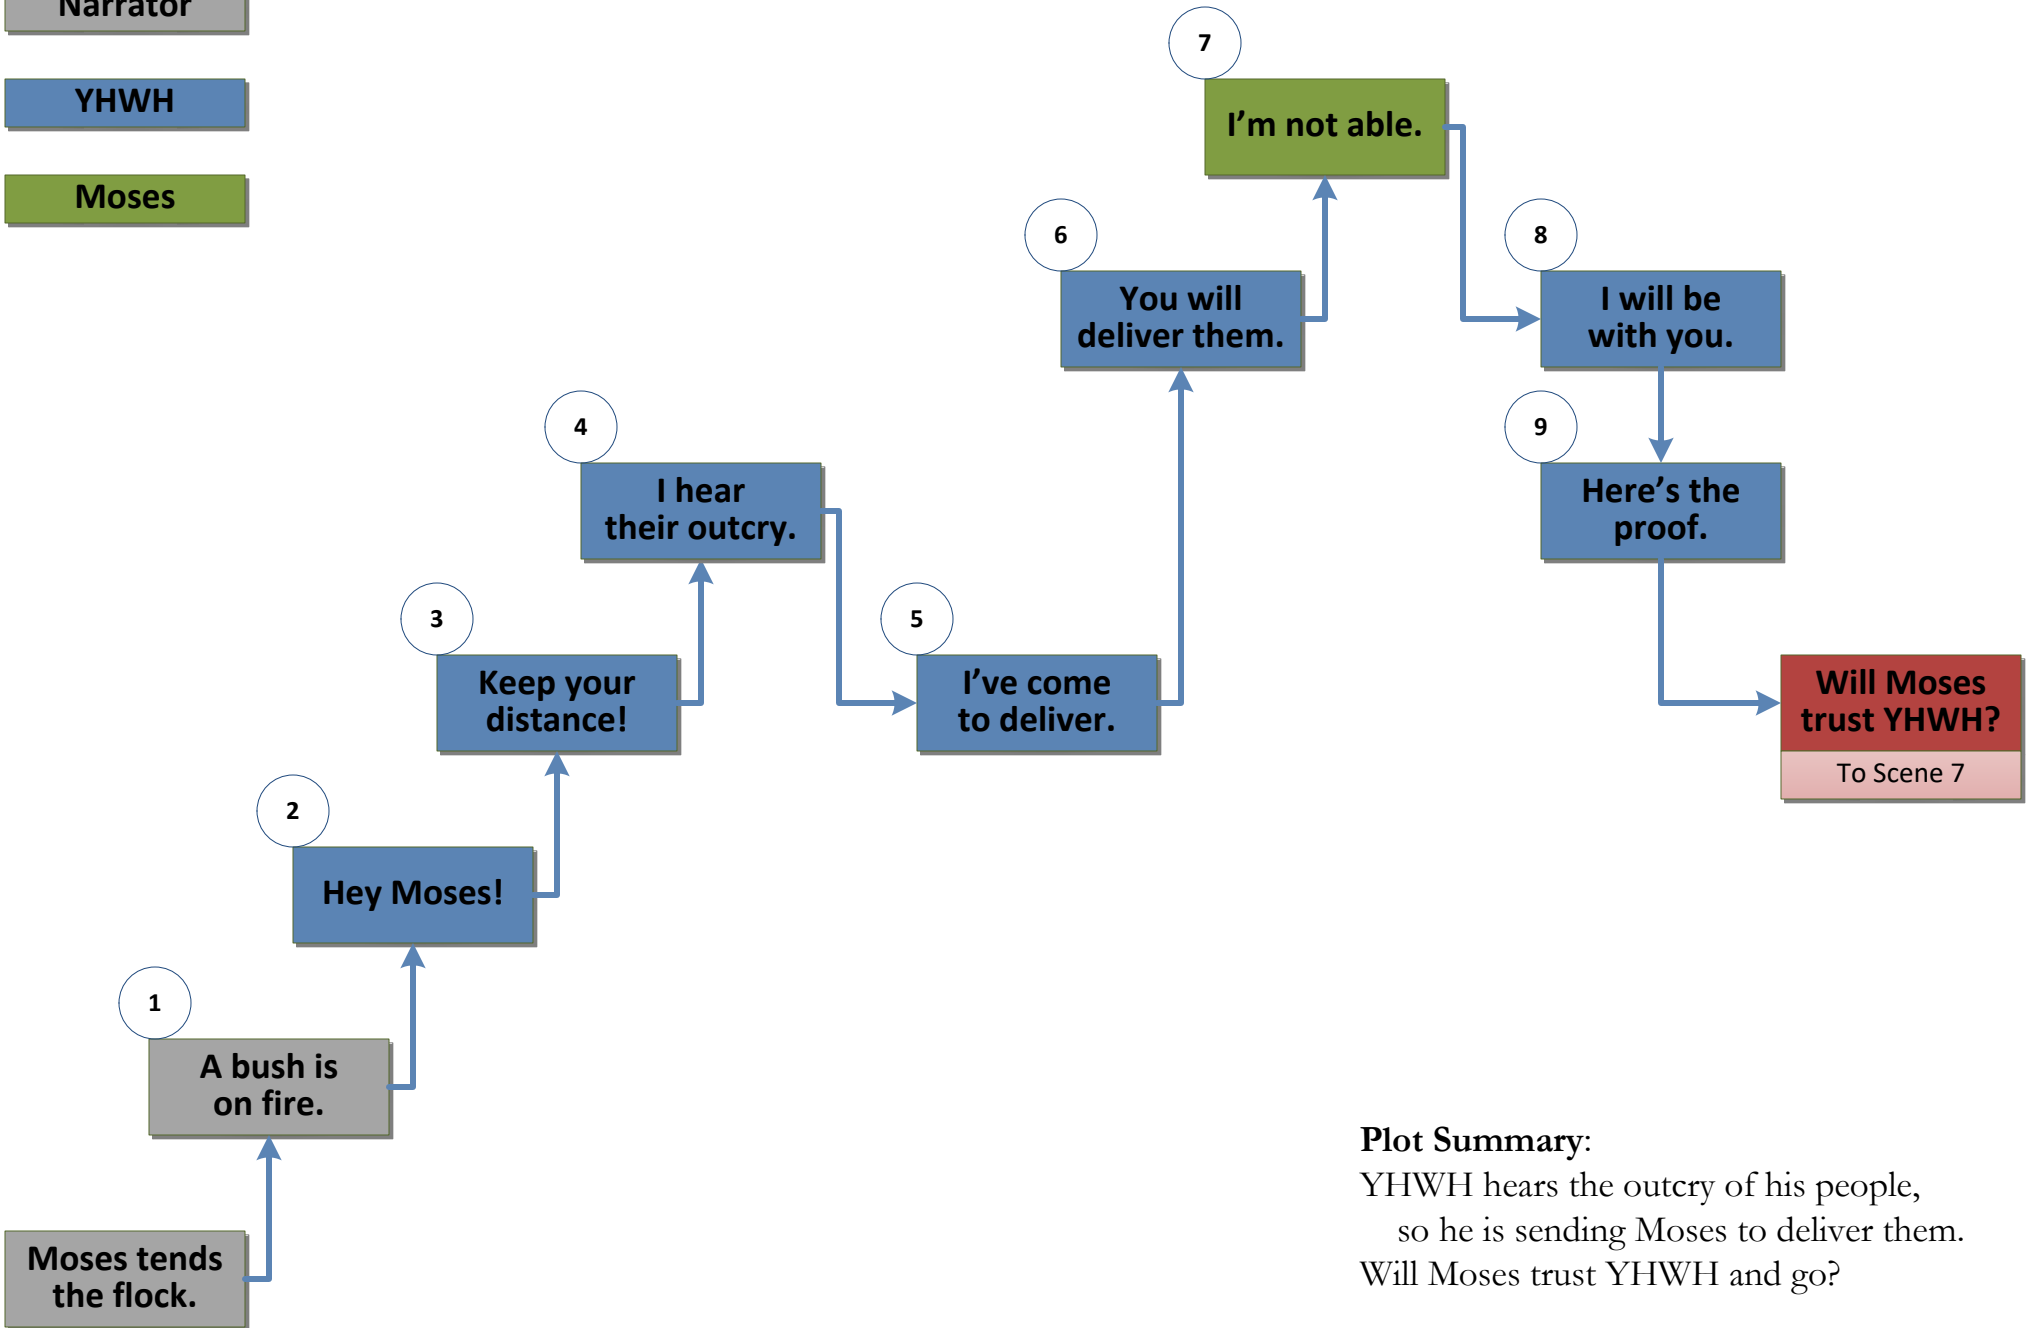 Narrator
YHWH
Moses
7
I'm not able.
6
You will
deliver them.
8
I will be
with you.
4
I hear
their outcry.
9
Here's the
proof.
3
Keep your
distance!
5
I've come
to deliver.
Will Moses
trust YHWH?
To Scene 7
2
Hey Moses!
1
A bush is
on fire.
Moses tends
the flock.
Plot Summary:
YHWH hears the outcry of his people,
so he is sending Moses to deliver them.
Will Moses trust YHWH and go?